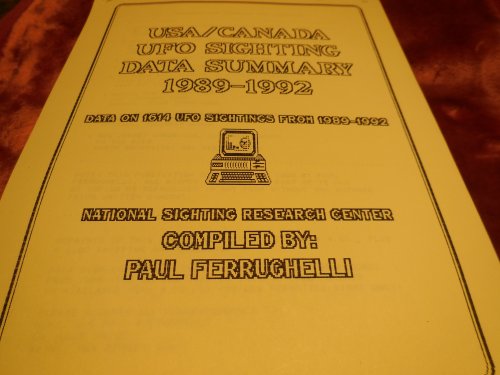 USA/CANADA
UFO SIGHTING
DATA SUMMARY
1989-1992
DATA ON 1614 UFO SIGHTINGS FROM 1989-1992
NATIONAL SIGHTING RESEARCH CENTER
COMPILED BY:
PAUL FERRUGHELLI